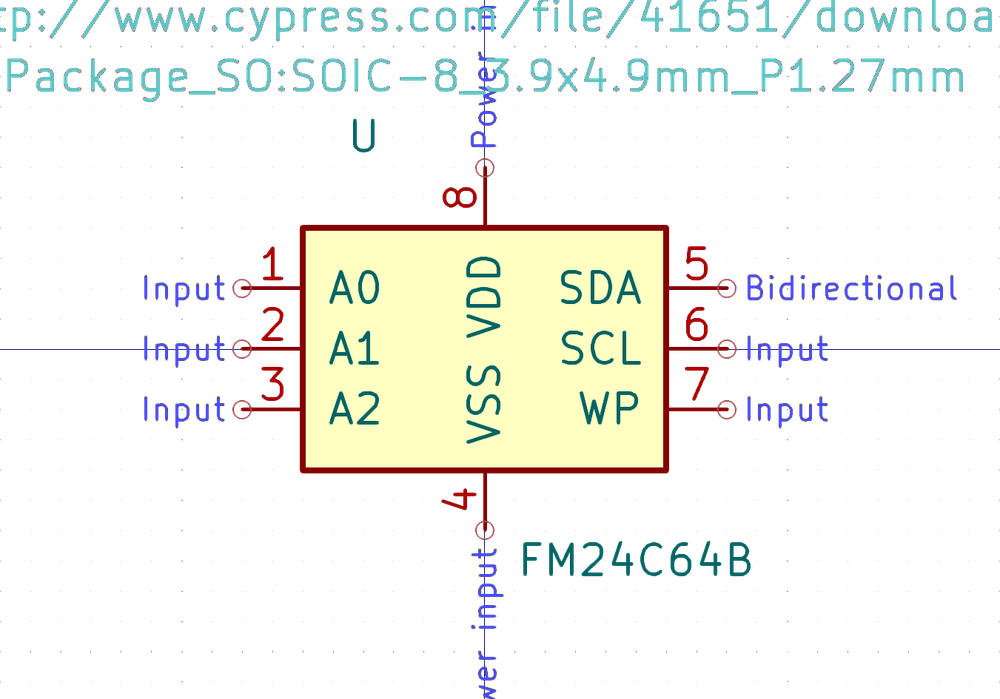 tp://www.cypress.com/file/41651/downloa
Package_SO:SOIC-8_3.9x4.9mm_P1.27mm
U
Power in
8
1 A0 VDD SDA 5
Input Bidirectional
2 A1 SCL 6
Input Input
3 A2 VSS WP 7
Input Input
4
FM24C64B
wer input